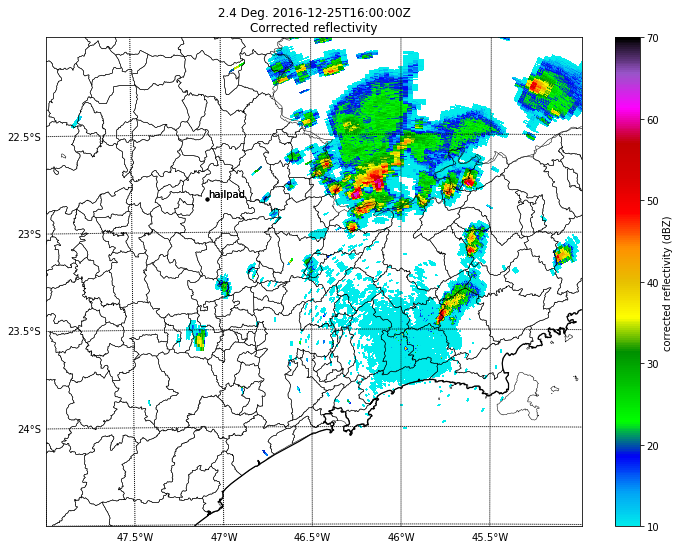 2.4 Deg. 2016-12-25T16:00:00Z
Corrected reflectivity
70
60
50
40
30
20
10
corrected reflectivity (dBZ)
22.5°S
23°S
23.5°S
24°S
hailpad
47.5°W
47°W
46.5°W
46°W
45.5°W